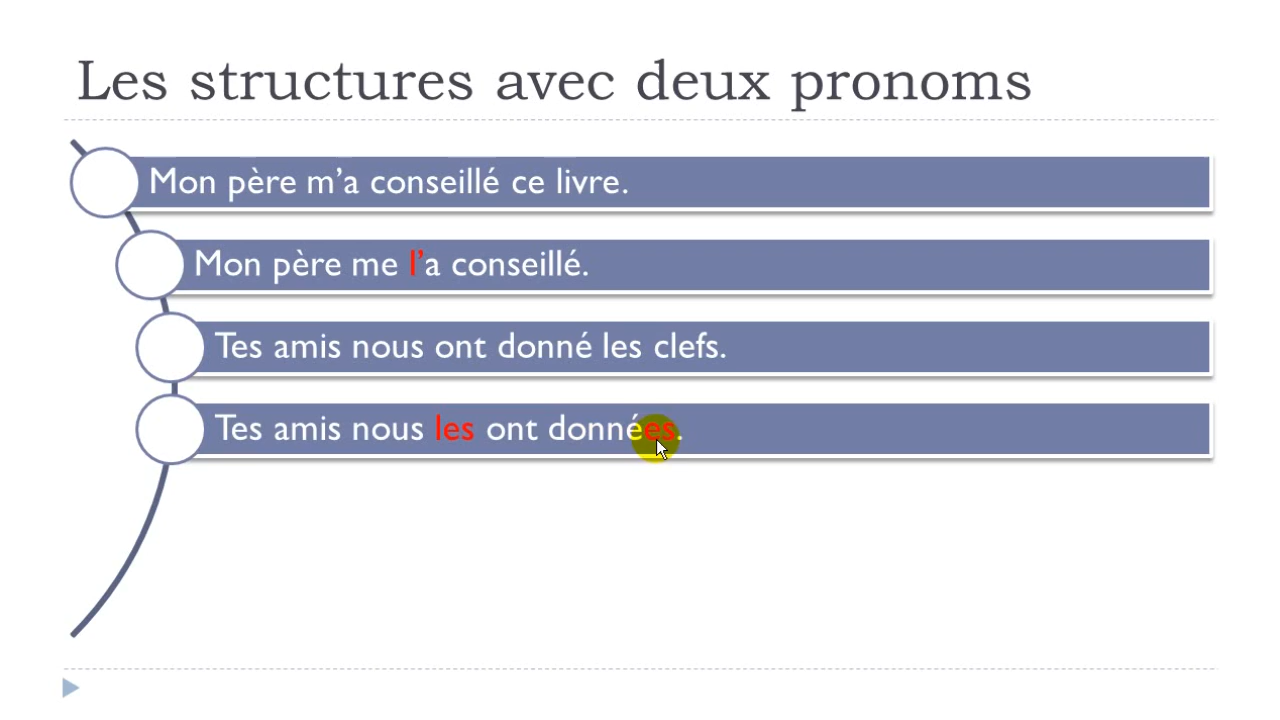 Les structures avec deux pronoms
Mon père m’a conseillé ce livre.
Mon père me l’a conseillé.
Tes amis nous ont donné les clefs.
Tes amis nous les ont données.